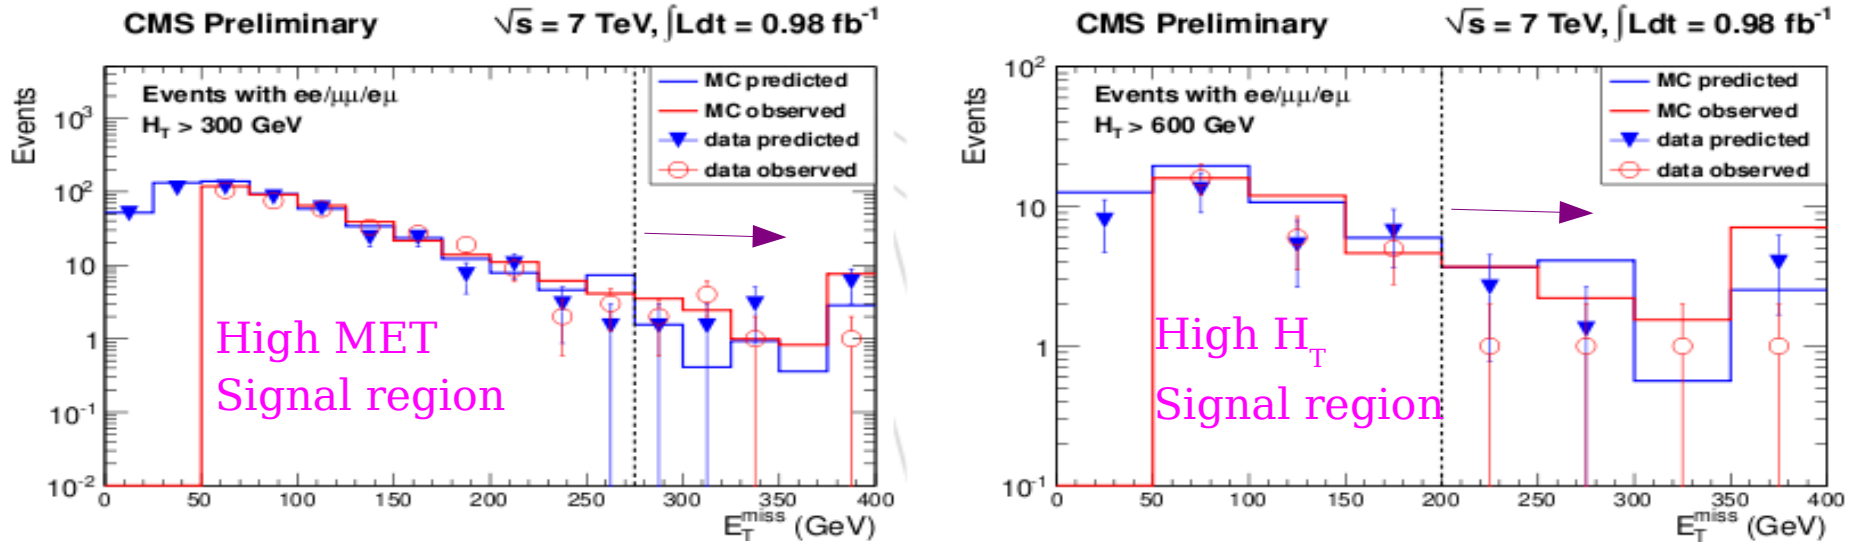 CMS Preliminary √s = 7 TeV, ∫Ldt = 0.98 fb⁻¹
Events
Events with ee/μμ/eμ
H_T > 300 GeV
MC predicted
MC observed
data predicted
data observed
10³
10²
10
1
10⁻¹
10⁻²
High MET
Signal region
0 50 100 150 200 250 300 350 400
E_T^miss (GeV)
CMS Preliminary √s = 7 TeV, ∫Ldt = 0.98 fb⁻¹
Events
Events with ee/μμ/eμ
H_T > 600 GeV
MC predicted
MC observed
data predicted
data observed
10²
10
1
10⁻¹
High H_T
Signal region
0 50 100 150 200 250 300 350 400
E_T^miss (GeV)